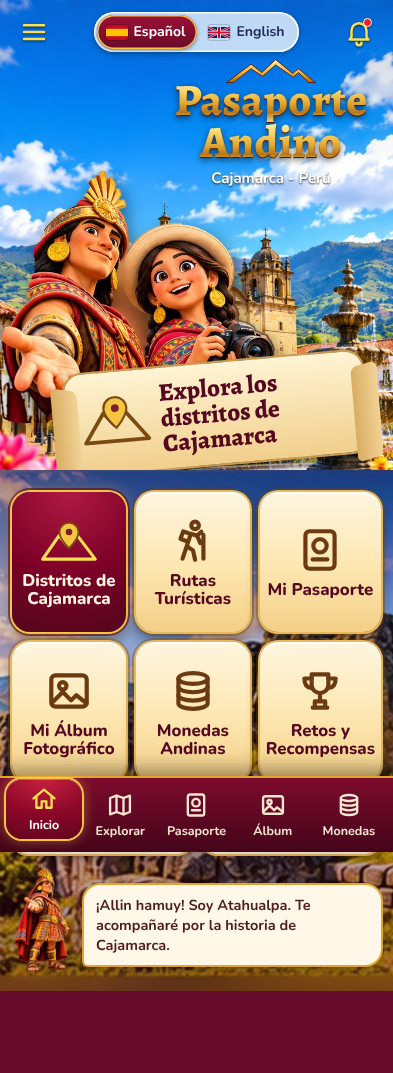 Español
English
Pasaporte
Andino
Cajamarca - Perú
Explora los
distritos de
Cajamarca
Distritos de
Cajamarca
Rutas
Turísticas
Mi Pasaporte
Mi Álbum
Fotográfico
Monedas
Andinas
Retos y
Recompensas
Inicio
Explorar
Pasaporte
Álbum
Monedas
¡Allin hamuy! Soy Atahualpa. Te
acompañaré por la historia de
Cajamarca.